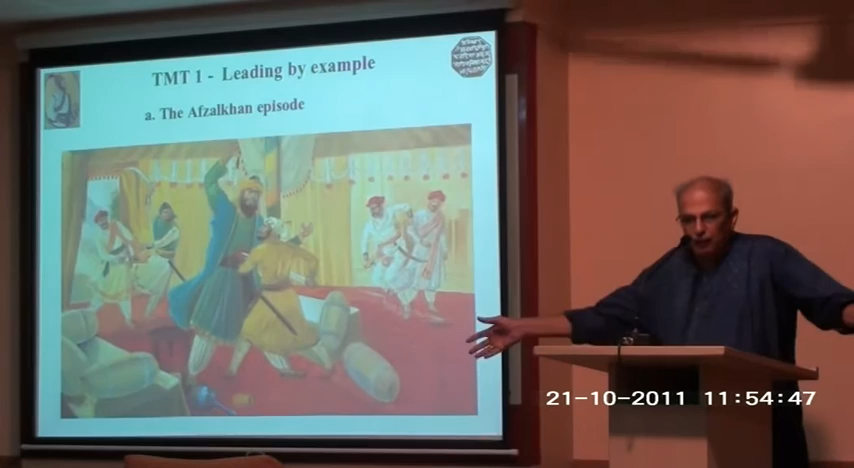 TMT 1 - Leading by example
a. The Afzalkhan episode
21-10-2011 11:54:47